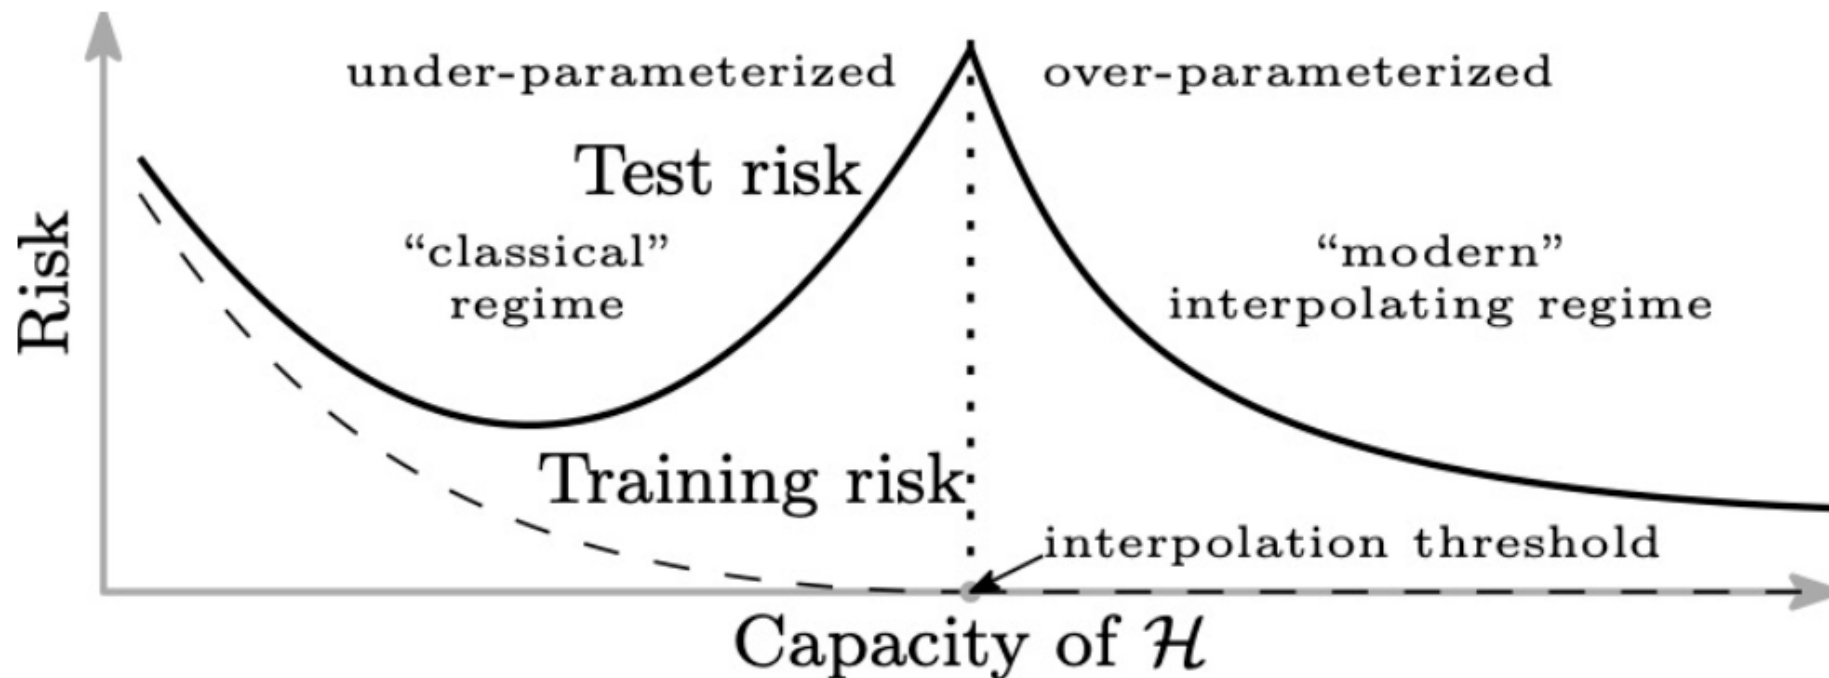 under-parameterized
over-parameterized
Test risk
“classical”
regime
“modern”
interpolating regime
Risk
Training risk
interpolation threshold
Capacity of ℋ